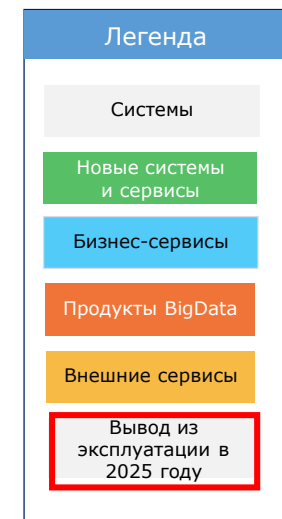 Легенда
Системы
Новые системы
и сервисы
Бизнес-сервисы
Продукты BigData
Внешние сервисы
Вывод из
эксплуатации в
2025 году